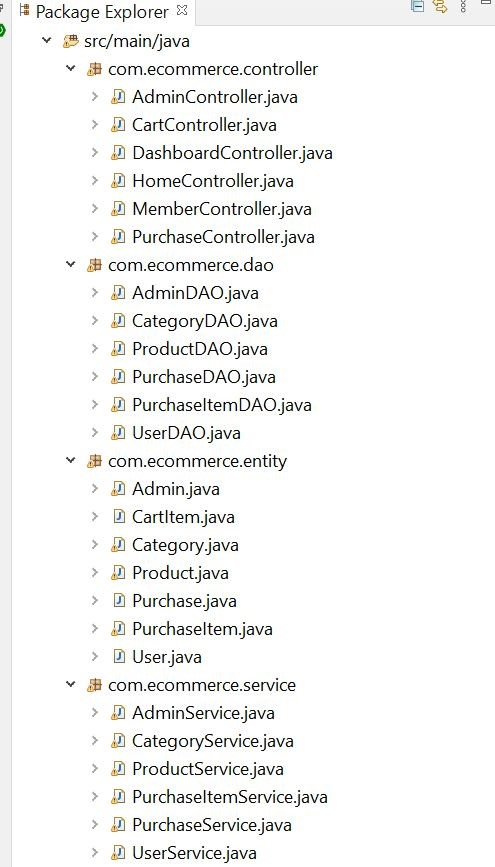 Package Explorer
src/main/java
com.ecommerce.controller
AdminController.java
CartController.java
DashboardController.java
HomeController.java
MemberController.java
PurchaseController.java
com.ecommerce.dao
AdminDAO.java
CategoryDAO.java
ProductDAO.java
PurchaseDAO.java
PurchaseItemDAO.java
UserDAO.java
com.ecommerce.entity
Admin.java
CartItem.java
Category.java
Product.java
Purchase.java
PurchaseItem.java
User.java
com.ecommerce.service
AdminService.java
CategoryService.java
ProductService.java
PurchaseItemService.java
PurchaseService.java
UserService.java